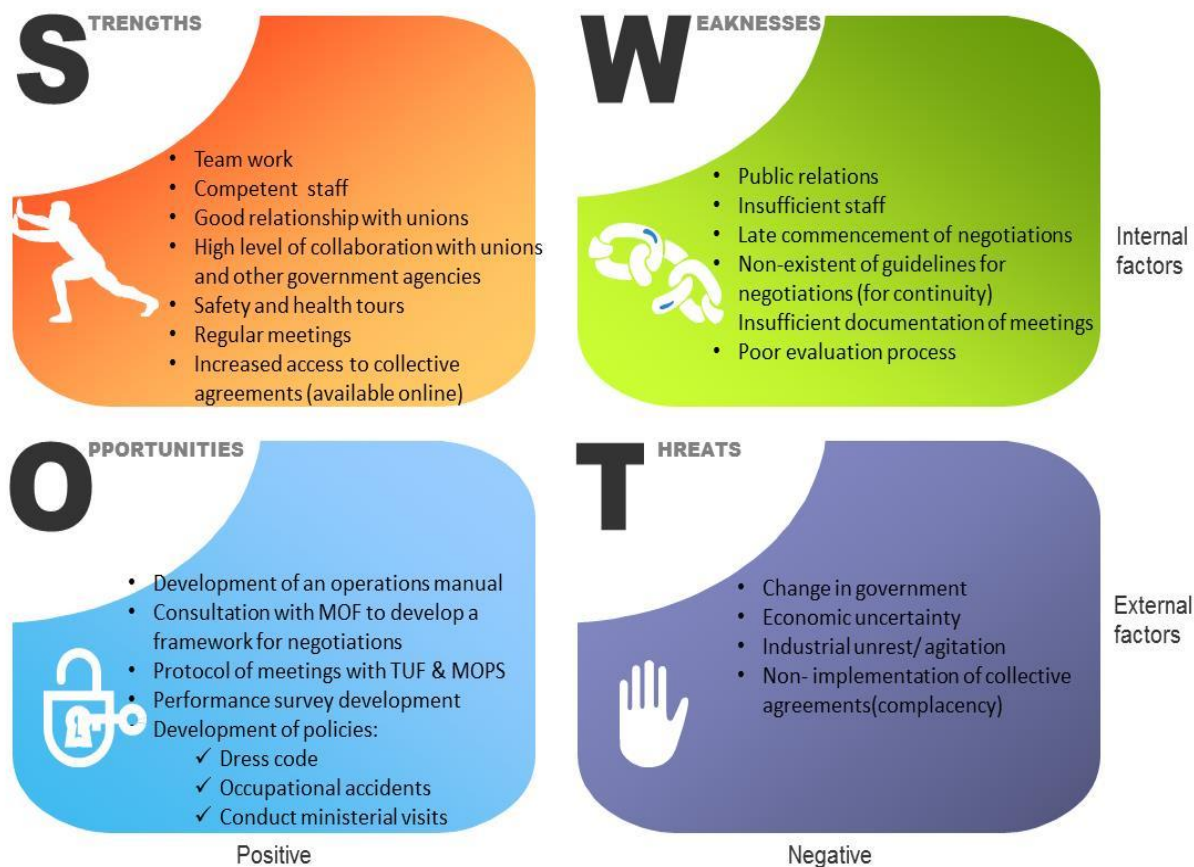 STRENGTHS
• Team work
• Competent staff
• Good relationship with unions
• High level of collaboration with unions
and other government agencies
• Safety and health tours
• Regular meetings
• Increased access to collective
agreements (available online)
WEAKNESSES
• Public relations
• Insufficient staff
• Late commencement of negotiations
• Non-existent of guidelines for
negotiations (for continuity)
Insufficient documentation of meetings
• Poor evaluation process
Internal
factors
OPPORTUNITIES
• Development of an operations manual
• Consultation with MOF to develop a
framework for negotiations
• Protocol of meetings with TUF & MOPS
• Performance survey development
• Development of policies:
✓ Dress code
✓ Occupational accidents
✓ Conduct ministerial visits
THREATS
• Change in government
• Economic uncertainty
• Industrial unrest/ agitation
• Non- implementation of collective
agreements(complacency)
External
factors
Positive
Negative